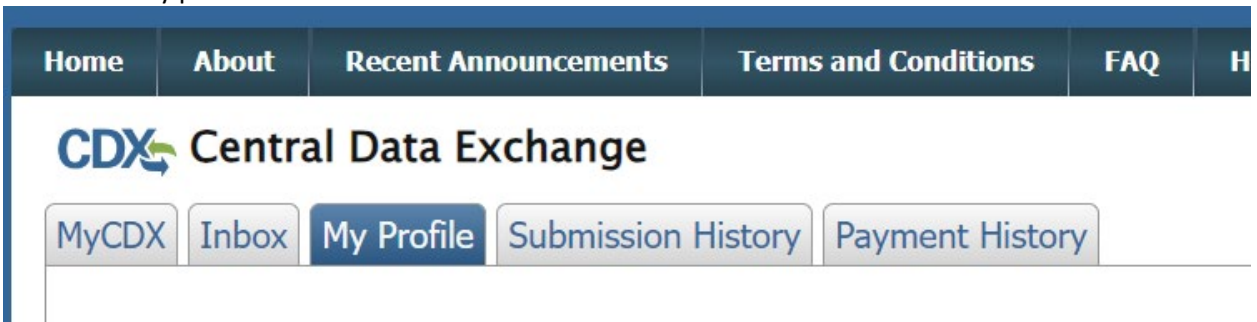 Home About Recent Announcements Terms and Conditions FAQ
CDX Central Data Exchange
MyCDX Inbox My Profile Submission History Payment History